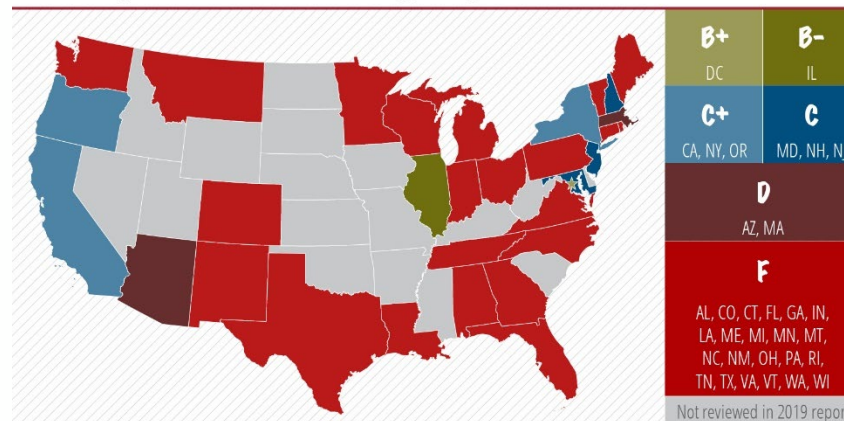 B+
DC
B-
IL
C+
CA, NY, OR
C
MD, NH, N
D
AZ, MA
F
AL, CO, CT, FL, GA, IN,
LA, ME, MI, MN, MT,
NC, NM, OH, PA, RI,
TN, TX, VA, VT, WA, WI
Not reviewed in 2019 repor